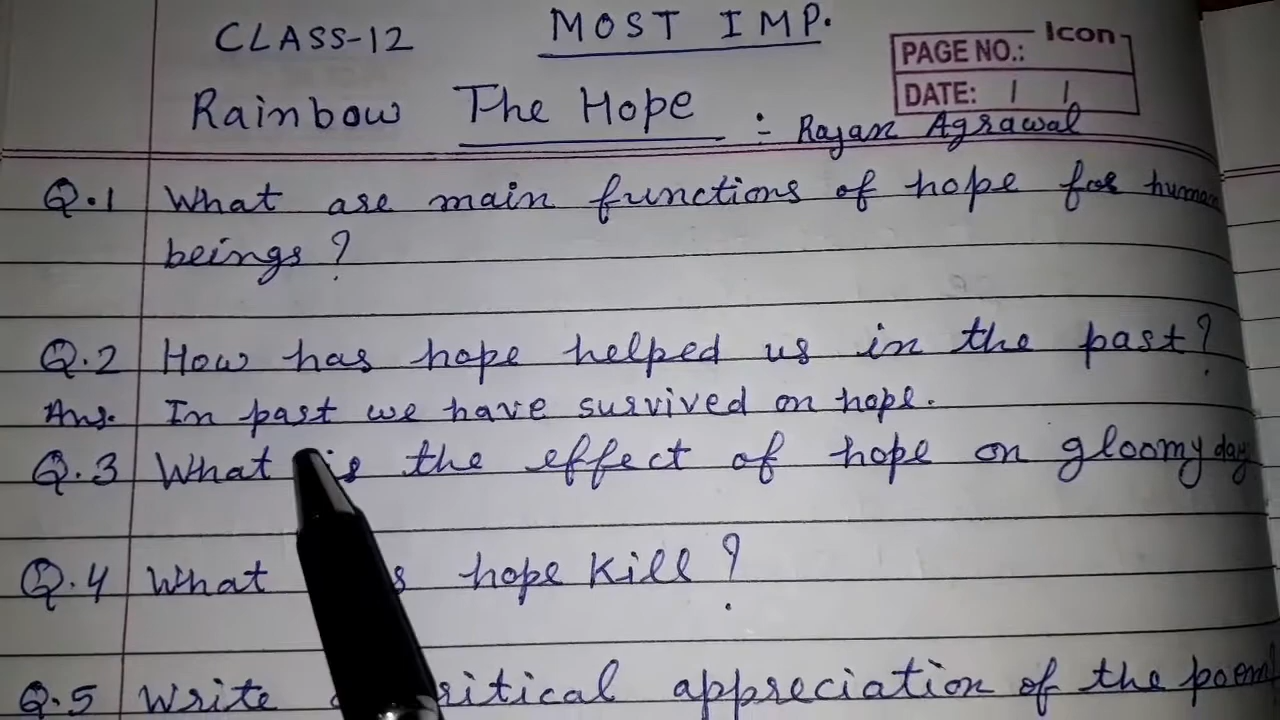 CLASS-12 MOST IMP.
Icon
PAGE NO.:
DATE: / /
Rainbow The Hope :- Rajan Agrawal
Q.1 What are main functions of hope for human
beings?
Q.2 How has hope helped us in the past?
Ans. In past we have survived on hope.
Q.3 What is the effect of hope on gloomy day
Q.4 What hope kill?
Q.5 Write critical appreciation of the poem